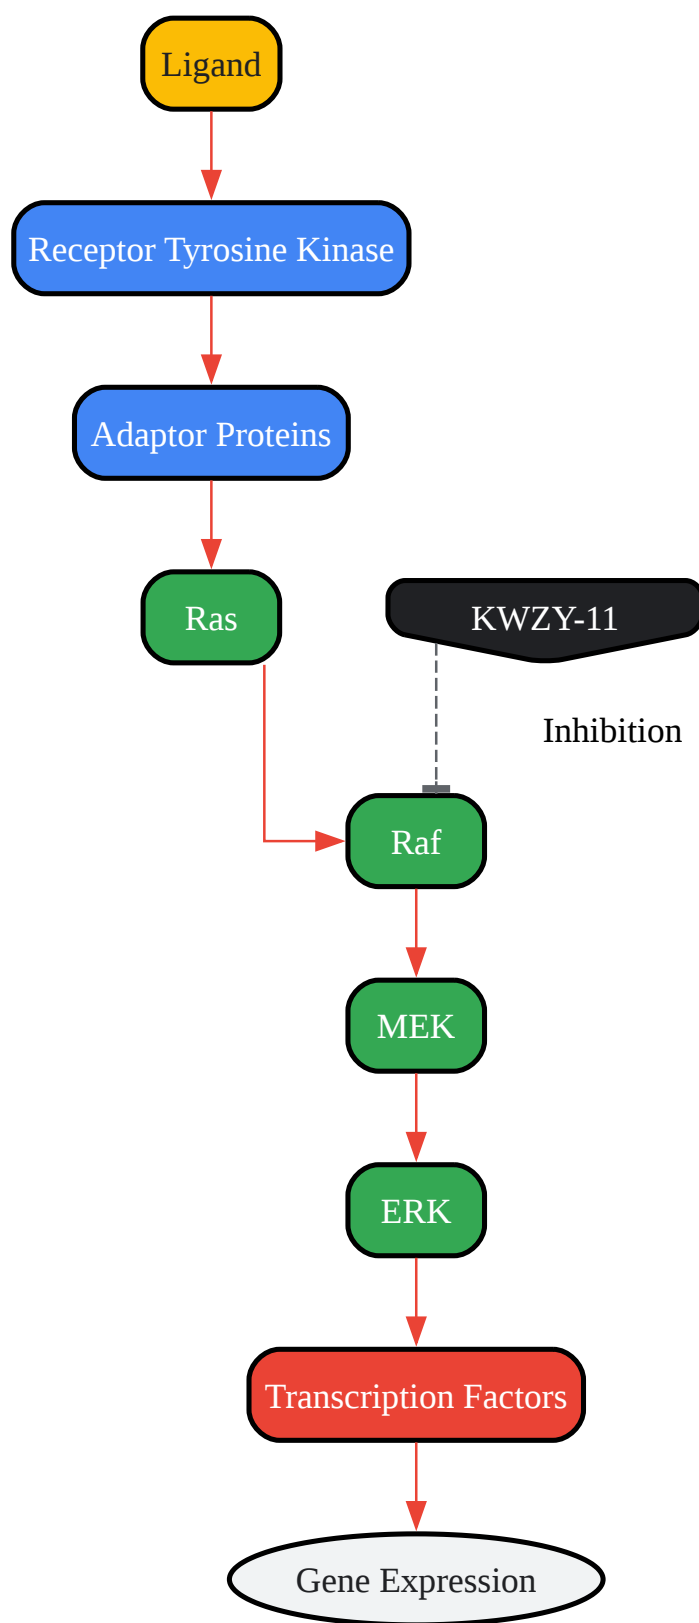 Ligand
Receptor Tyrosine Kinase
Adaptor Proteins
Ras
KWZY-11
Inhibition
Raf
MEK
ERK
Transcription Factors
Gene Expression